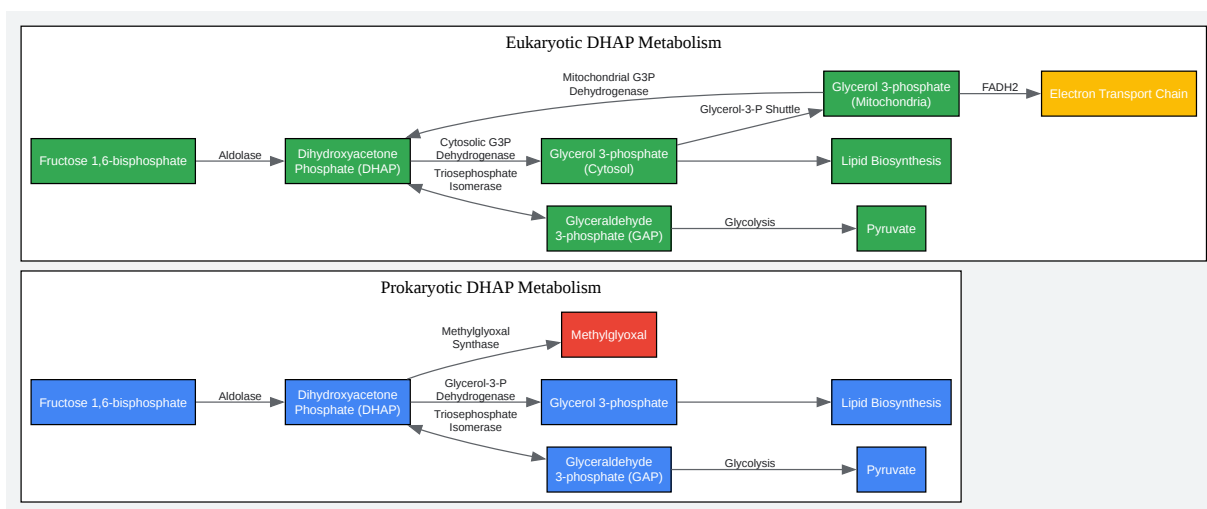 Eukaryotic DHAP Metabolism
Mitochondrial G3P
Dehydrogenase
Glycerol 3-phosphate
(Mitochondria)
FADH2
Electron Transport Chain
Glycerol-3-P Shuttle
Fructose 1,6-bisphosphate
Aldolase
Dihydroxyacetone
Phosphate (DHAP)
Cytosolic G3P
Dehydrogenase
Glycerol 3-phosphate
(Cytosol)
Lipid Biosynthesis
Triosephosphate
Isomerase
Glyceraldehyde
3-phosphate (GAP)
Glycolysis
Pyruvate
Prokaryotic DHAP Metabolism
Methylglyoxal
Synthase
Methylglyoxal
Fructose 1,6-bisphosphate
Aldolase
Dihydroxyacetone
Phosphate (DHAP)
Glycerol-3-P
Dehydrogenase
Glycerol 3-phosphate
Lipid Biosynthesis
Triosephosphate
Isomerase
Glyceraldehyde
3-phosphate (GAP)
Glycolysis
Pyruvate